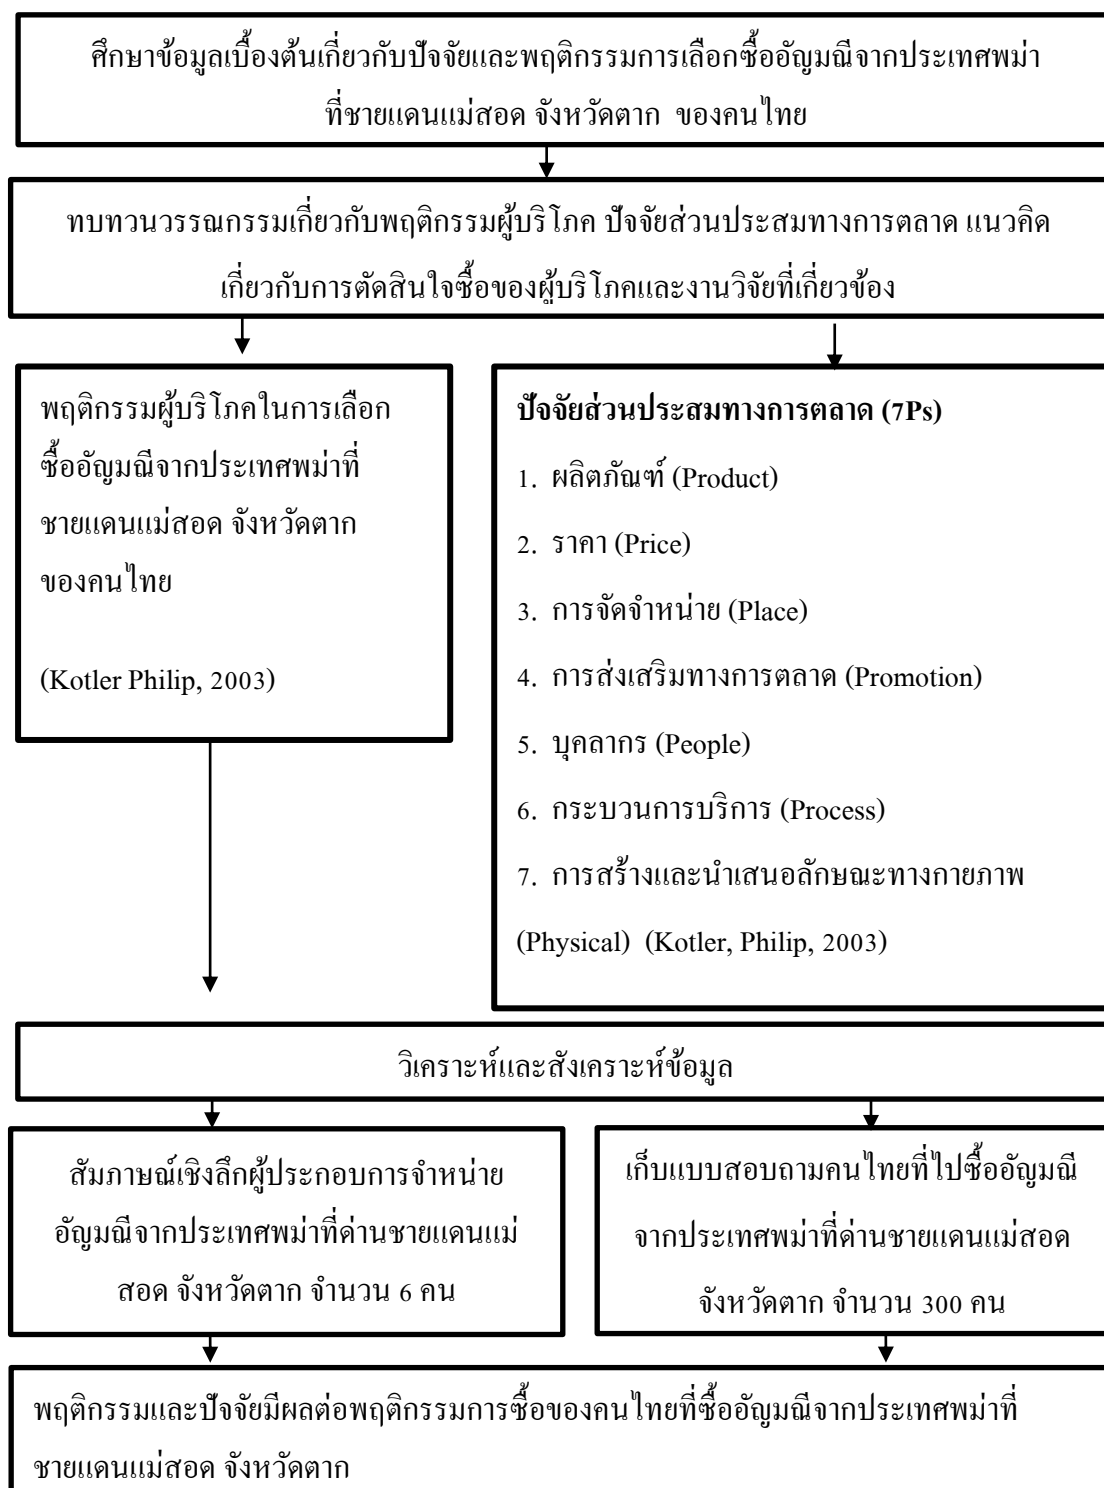 ศึกษาข้อมูลเบื้องต้นเกี่ยวกับปัจจัยและพฤติกรรมการเลือกซื้ออัญมณีจากประเทศพม่า
ที่ชายแดนแม่สอด จังหวัดตาก ของคนไทย
ทบทวนวรรณกรรมเกี่ยวกับพฤติกรรมผู้บริโภค ปัจจัยส่วนประสมทางการตลาด แนวคิด
เกี่ยวกับการตัดสินใจซื้อของผู้บริโภคและงานวิจัยที่เกี่ยวข้อง
พฤติกรรมผู้บริโภคในการเลือก
ซื้ออัญมณีจากประเทศพม่าที่
ชายแดนแม่สอด จังหวัดตาก
ของคนไทย
(Kotler Philip, 2003)
ปัจจัยส่วนประสมทางการตลาด (7Ps)
1. ผลิตภัณฑ์ (Product)
2. ราคา (Price)
3. การจัดจำหน่าย (Place)
4. การส่งเสริมทางการตลาด (Promotion)
5. บุคลากร (People)
6. กระบวนการบริการ (Process)
7. การสร้างและนำเสนอลักษณะทางกายภาพ
(Physical) (Kotler, Philip, 2003)
วิเคราะห์และสังเคราะห์ข้อมูล
สัมภาษณ์เชิงลึกผู้ประกอบการจำหน่าย
อัญมณีจากประเทศพม่าที่ด่านชายแดนแม่
สอด จังหวัดตาก จำนวน 6 คน
เก็บแบบสอบถามคนไทยที่ไปซื้ออัญมณี
จากประเทศพม่าที่ด่านชายแดนแม่สอด
จังหวัดตาก จำนวน 300 คน
พฤติกรรมและปัจจัยมีผลต่อพฤติกรรมการซื้อของคนไทยที่ซื้ออัญมณีจากประเทศพม่าที่
ชายแดนแม่สอด จังหวัดตาก